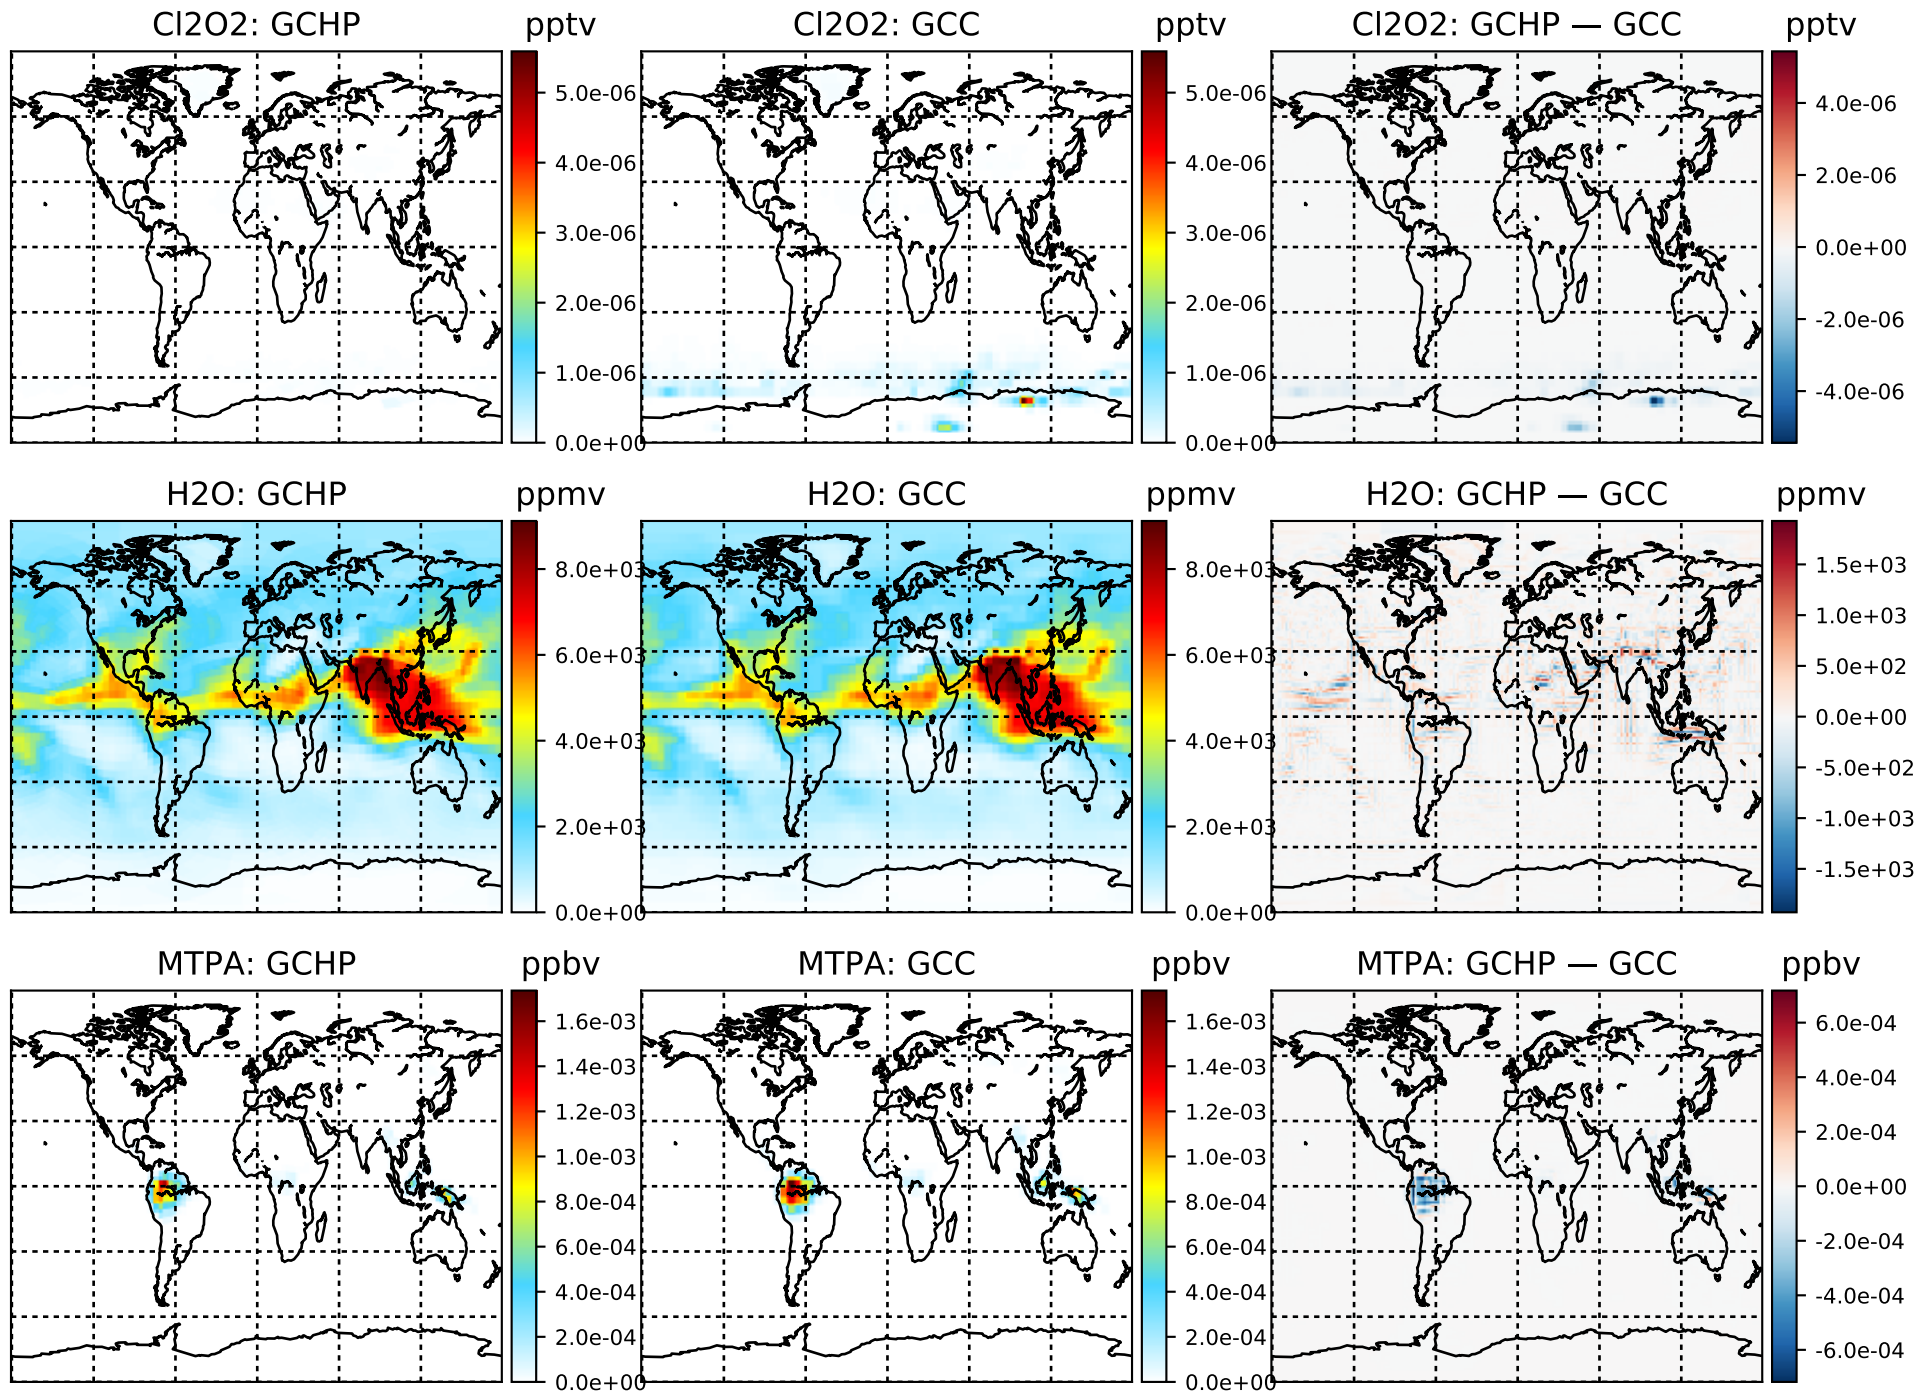 Cl2O2: GCHP pptv
5.0e-06
4.0e-06
3.0e-06
2.0e-06
1.0e-06
0.0e+00
Cl2O2: GCC pptv
5.0e-06
4.0e-06
3.0e-06
2.0e-06
1.0e-06
0.0e+00
Cl2O2: GCHP — GCC pptv
4.0e-06
2.0e-06
0.0e+00
-2.0e-06
-4.0e-06
H2O: GCHP ppmv
8.0e+03
6.0e+03
4.0e+03
2.0e+03
0.0e+00
H2O: GCC ppmv
8.0e+03
6.0e+03
4.0e+03
2.0e+03
0.0e+00
H2O: GCHP — GCC ppmv
1.5e+03
1.0e+03
5.0e+02
0.0e+00
-5.0e+02
-1.0e+03
-1.5e+03
MTPA: GCHP ppbv
1.6e-03
1.4e-03
1.2e-03
1.0e-03
8.0e-04
6.0e-04
4.0e-04
2.0e-04
0.0e+00
MTPA: GCC ppbv
1.6e-03
1.4e-03
1.2e-03
1.0e-03
8.0e-04
6.0e-04
4.0e-04
2.0e-04
0.0e+00
MTPA: GCHP — GCC ppbv
6.0e-04
4.0e-04
2.0e-04
0.0e+00
-2.0e-04
-4.0e-04
-6.0e-04